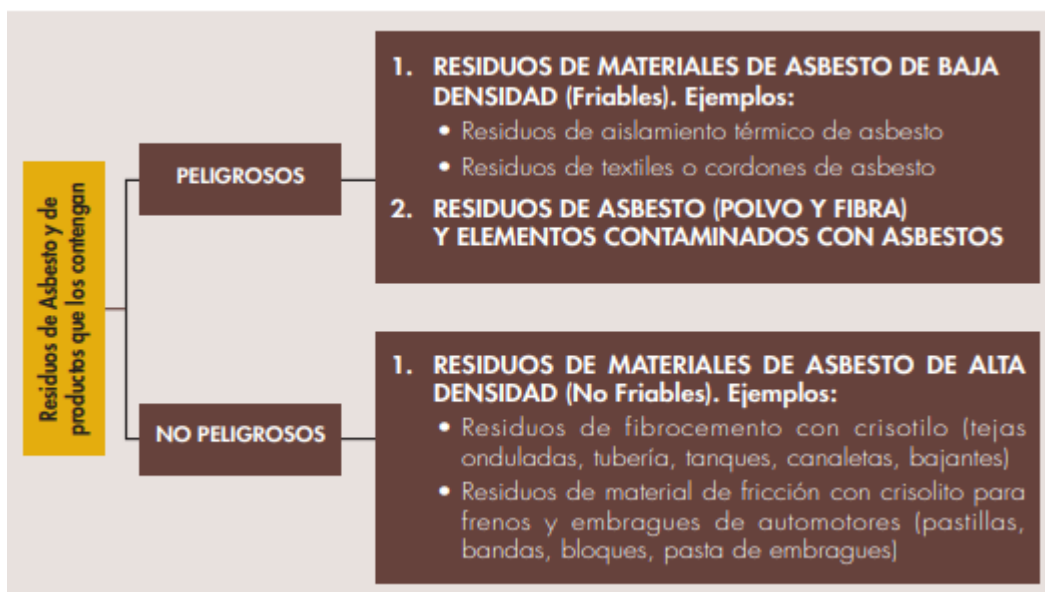 Residuos de Asbesto y de
productos que los contengan
PELIGROSOS
1. RESIDUOS DE MATERIALES DE ASBESTO DE BAJA
DENSIDAD (Friables). Ejemplos:
• Residuos de aislamiento térmico de asbesto
• Residuos de textiles o cordones de asbesto
2. RESIDUOS DE ASBESTO (POLVO Y FIBRA)
Y ELEMENTOS CONTAMINADOS CON ASBESTOS
NO PELIGROSOS
1. RESIDUOS DE MATERIALES DE ASBESTO DE ALTA
DENSIDAD (No Friables). Ejemplos:
• Residuos de fibrocemento con crisotilo (tejas
onduladas, tubería, tanques, canaletas, bajantes)
• Residuos de material de fricción con crisolito para
frenos y embragues de automotores (pastillas,
bandas, bloques, pasta de embragues)